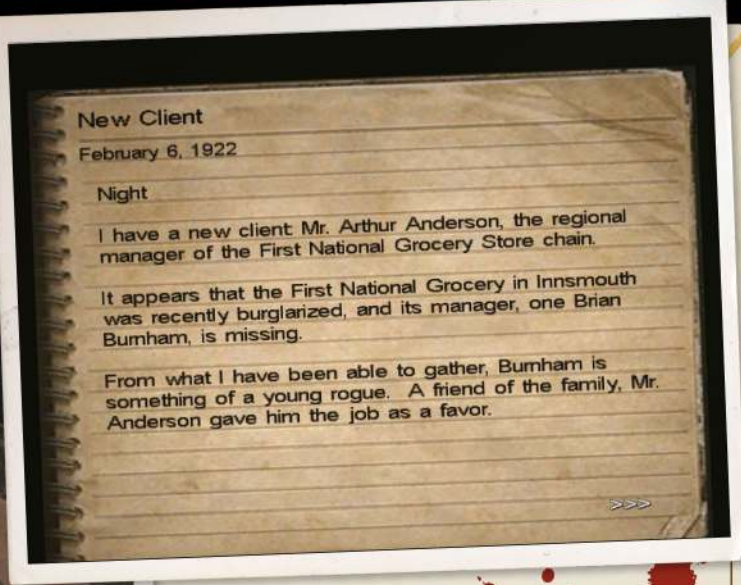 New Client
February 6, 1922
Night
I have a new client Mr. Arthur Anderson, the regional
manager of the First National Grocery Store chain.
It appears that the First National Grocery in Innsmouth
was recently burglarized, and its manager, one Brian
Burnham, is missing.
From what I have been able to gather, Burnham is
something of a young rogue. A friend of the family, Mr.
Anderson gave him the job as a favor.
>>>